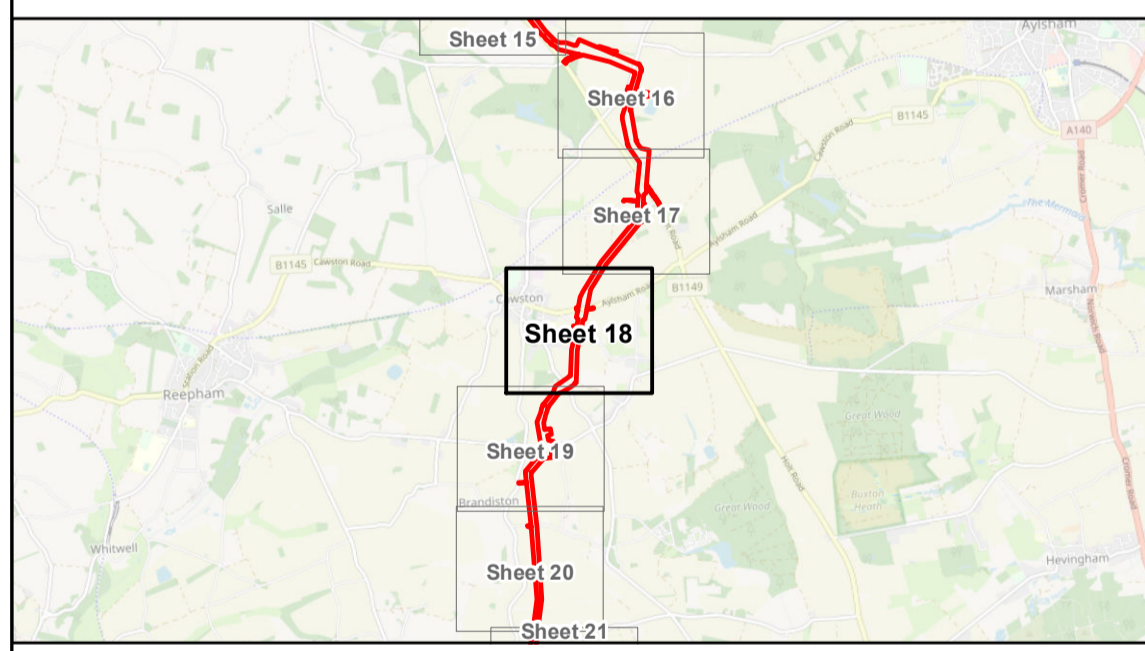 Aylsham
Sheet 15
Sheet 16
B1145
Cawston Road
A140
Cromer Road
Salle
The Mermaid
Sheet 17
Aylsham Road
B1145
Cawston Road
B1149
Marsham
Cawston
Aylsham Road
Norwich Road
Sheet 18
Station Road
Reepham
Great Wood
Sheet 19
Holt Road
Cromer Road
Brandiston
Great Wood
Buxton
Heath
Whitwell
Hevingham
Sheet 20
Sheet 21